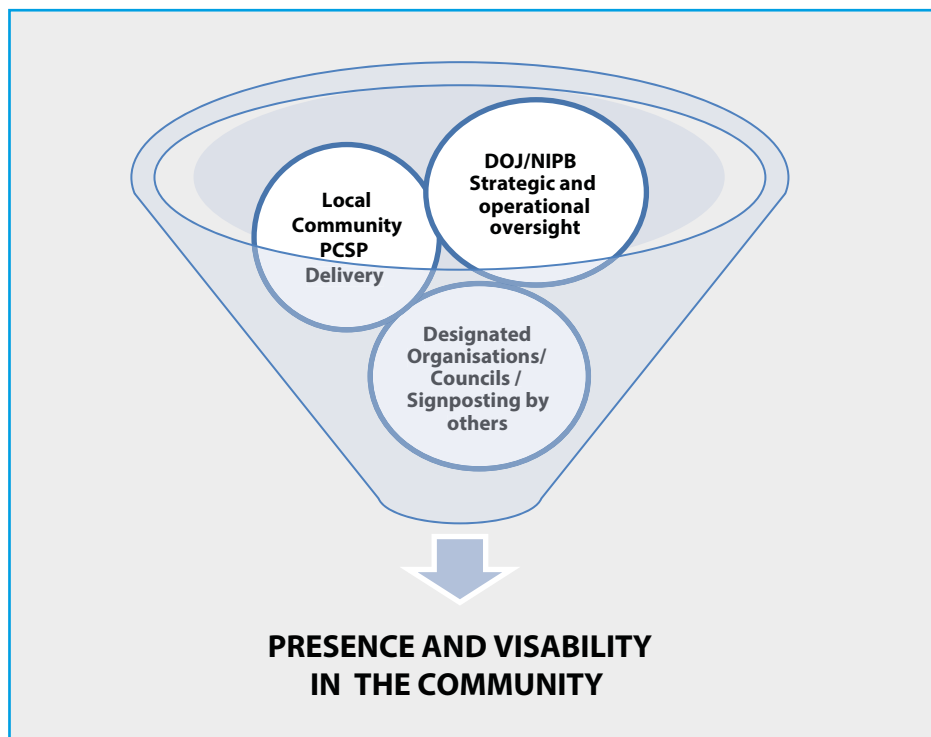 Local
Community
PCSP
Delivery
DOJ/NIPB
Strategic and
operational
oversight
Designated
Organisations/
Councils /
Signposting by
others
PRESENCE AND VISABILITY
IN THE COMMUNITY